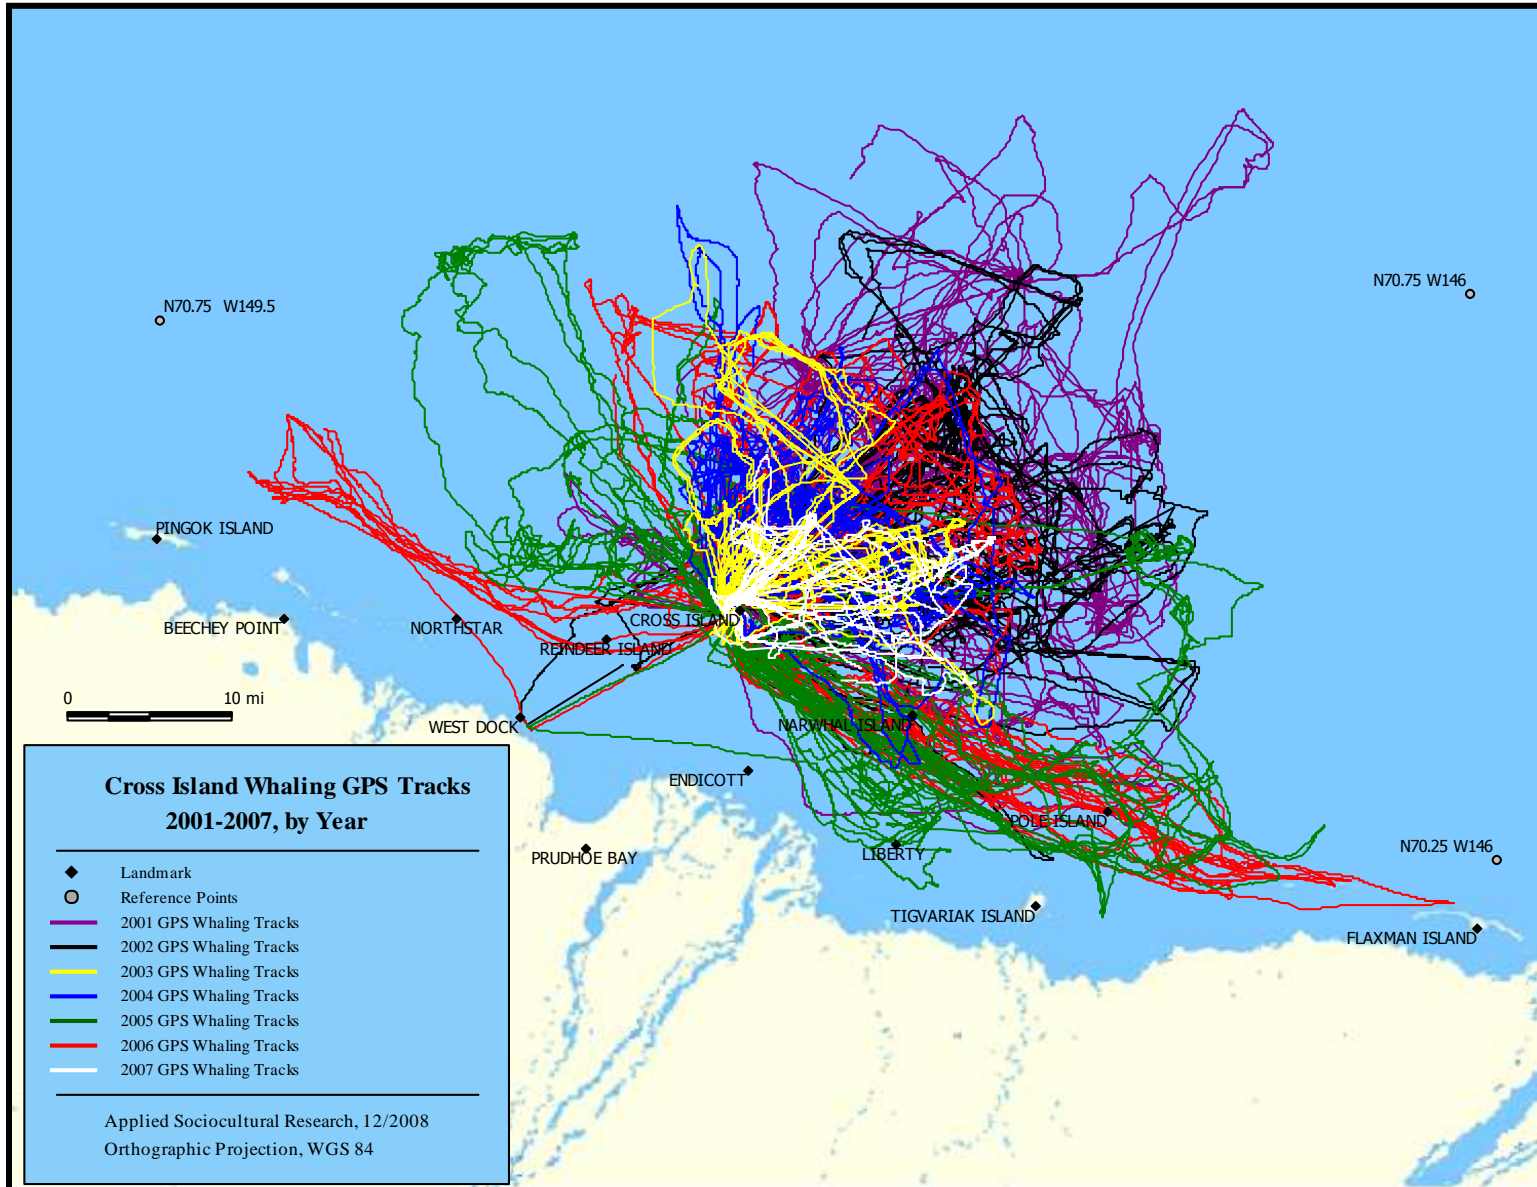 N70.75 W146
N70.75 W149.5
PINGOK ISLAND
BEECHEY POINT
NORTHSTAR
CROSS ISLAND
REINDEER ISLAND
0 10 mi
WEST DOCK
NARWHAL ISLAND
ENDICOTT
POLE ISLAND
PRUDHOE BAY
LIBERTY
N70.25 W146
TIGVARIAK ISLAND
FLAXMAN ISLAND
Cross Island Whaling GPS Tracks
2001-2007, by Year
Landmark
Reference Points
2001 GPS Whaling Tracks
2002 GPS Whaling Tracks
2003 GPS Whaling Tracks
2004 GPS Whaling Tracks
2005 GPS Whaling Tracks
2006 GPS Whaling Tracks
2007 GPS Whaling Tracks
Applied Sociocultural Research, 12/2008
Orthographic Projection, WGS 84